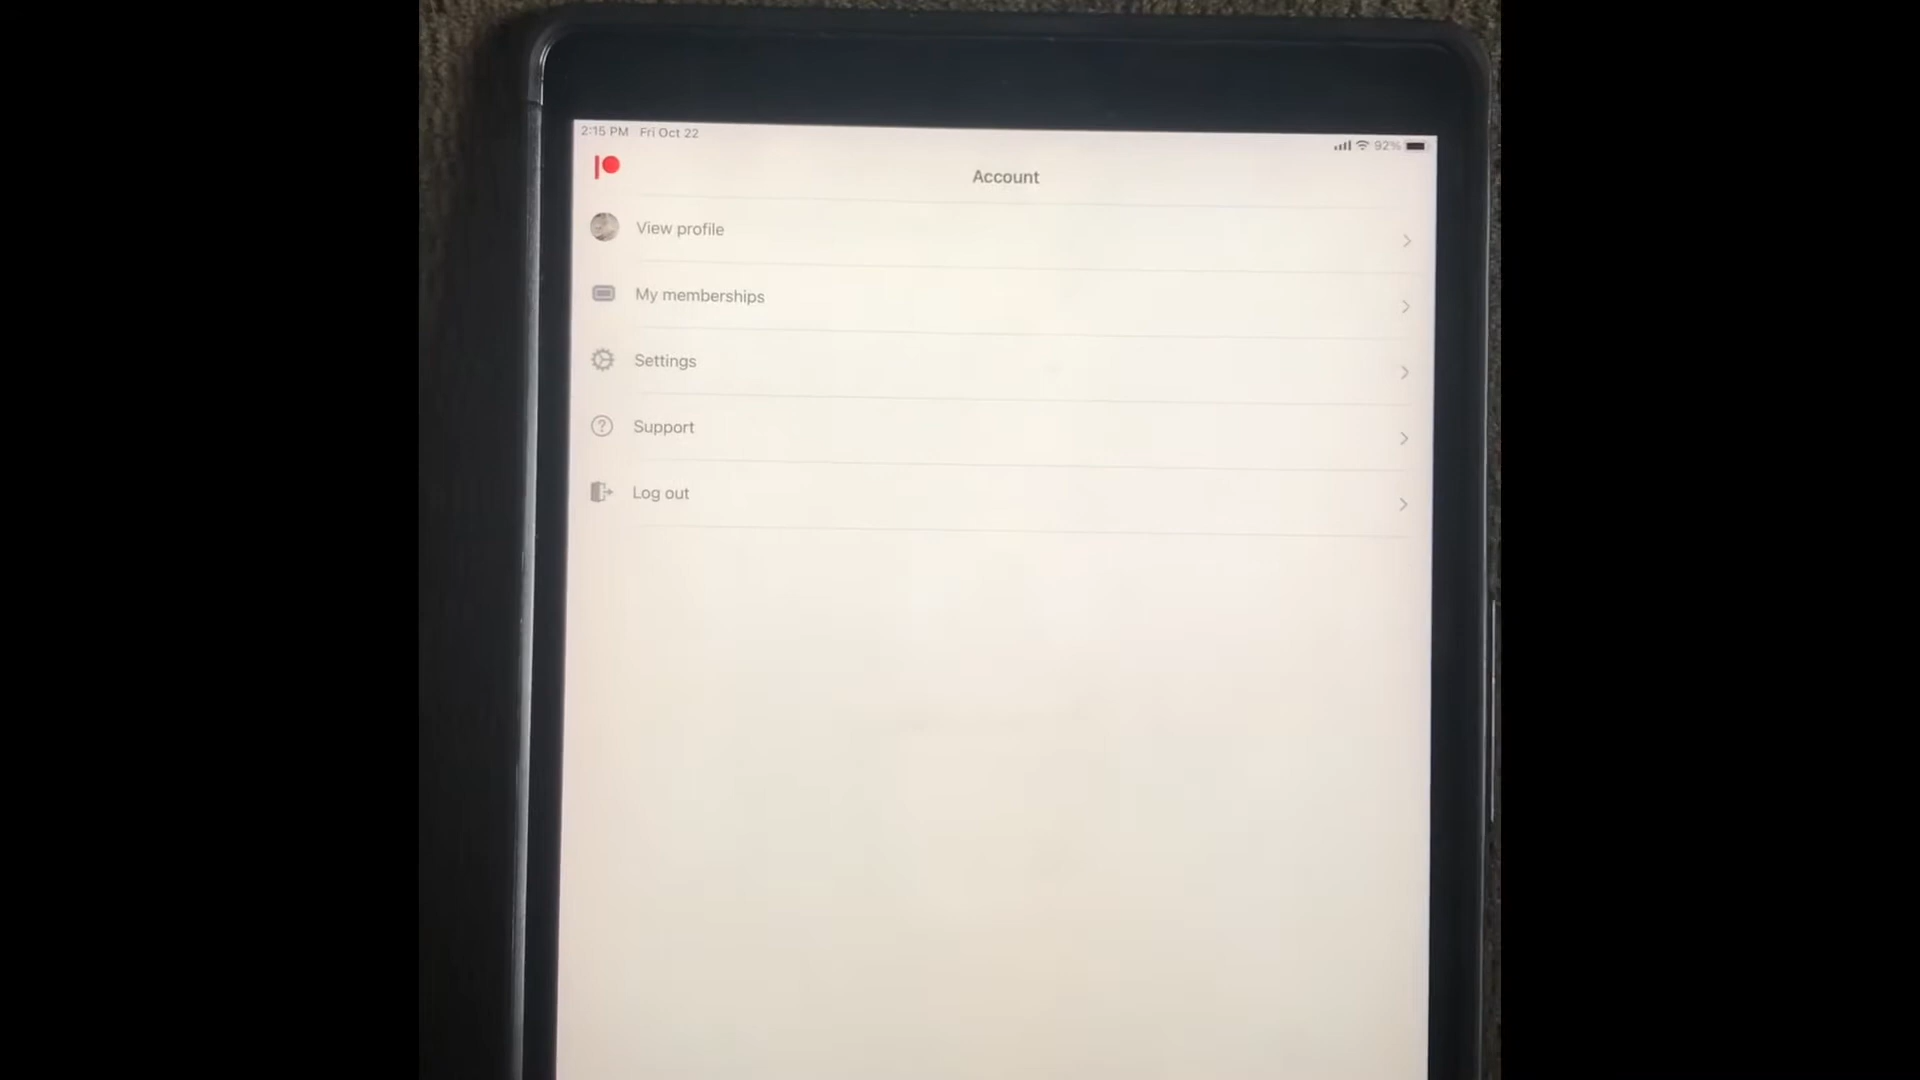 2:15 PM Fri Oct 22
92%
Account
View profile
My memberships
Settings
Support
Log out